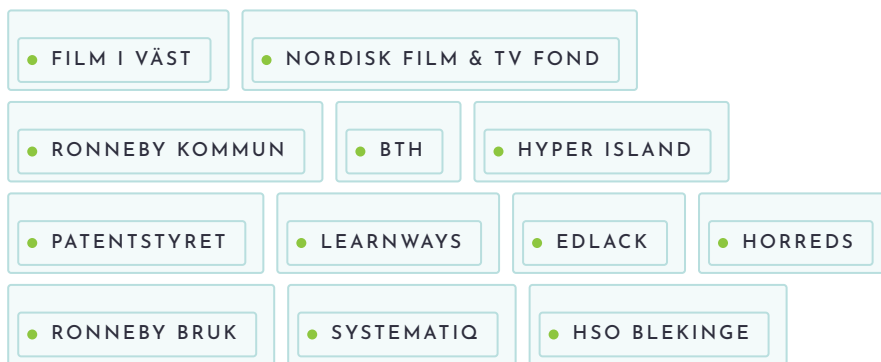 FILM I VÄST
NORDISK FILM & TV FOND
RONNEBY KOMMUN
BTH
HYPER ISLAND
PATENTSTYRET
LEARNWAYS
EDLACK
HORREDS
RONNEBY BRUK
SYSTEMATIQ
HSO BLEKINGE